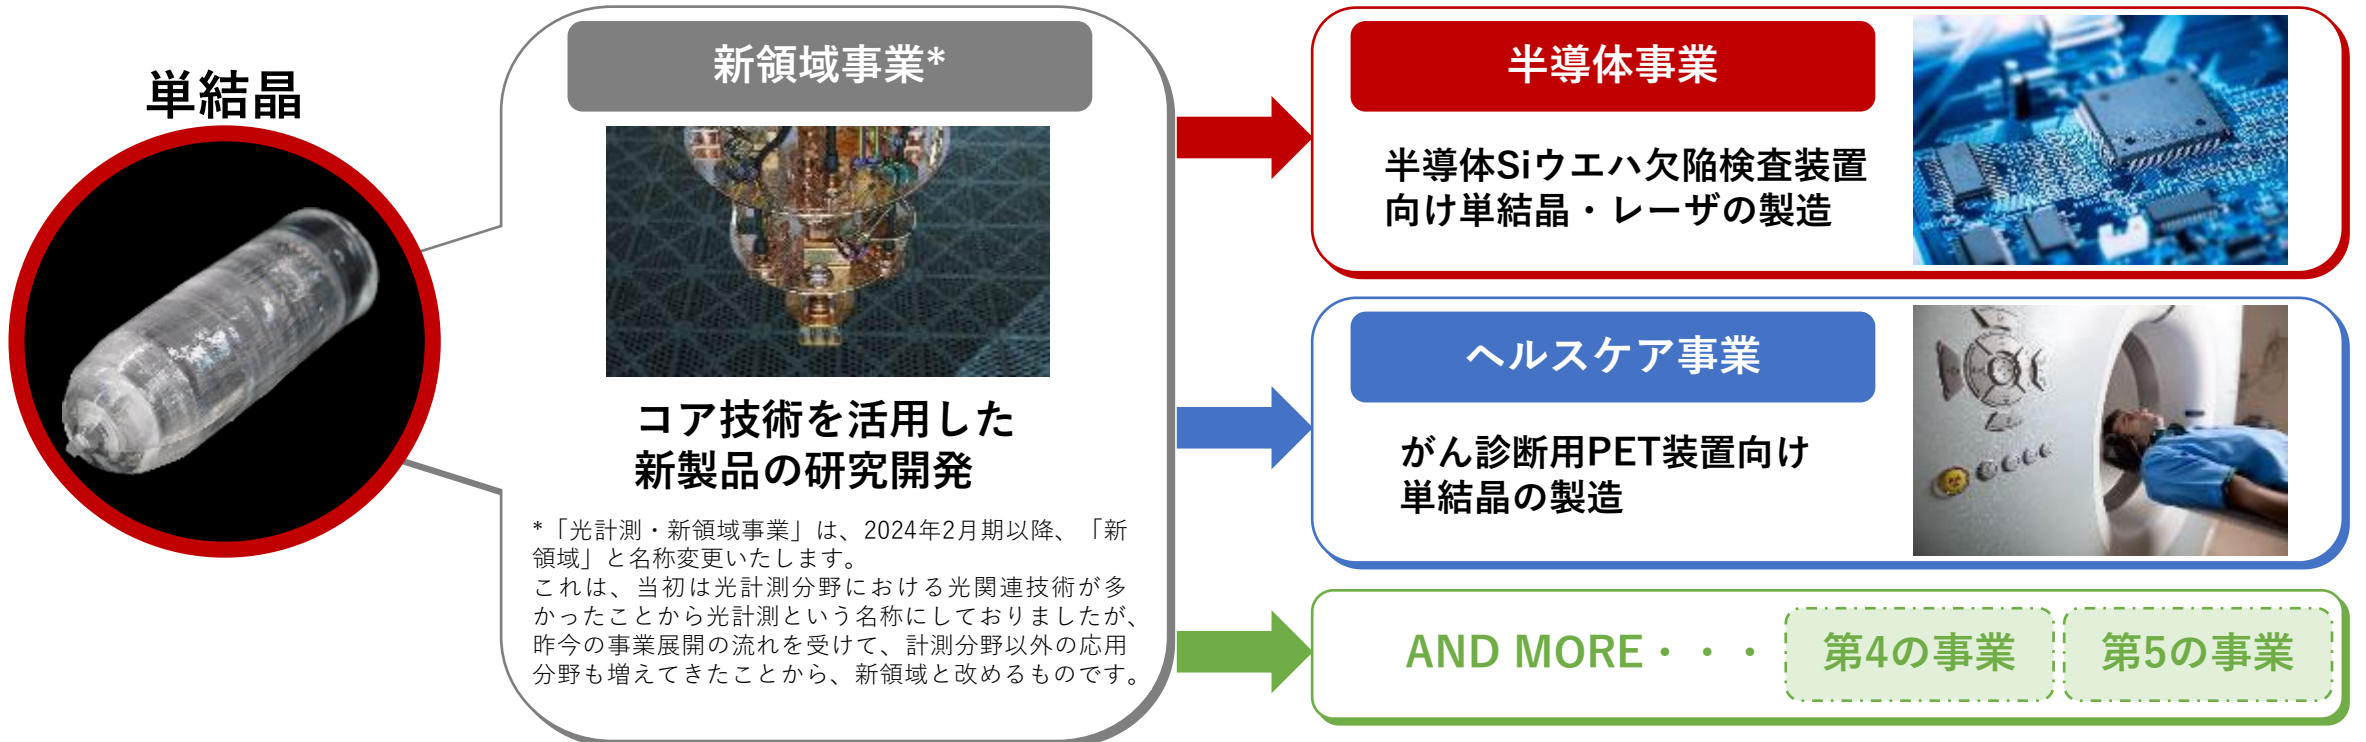 単結晶
新領域事業*
コア技術を活用した
新製品の研究開発
*「光計測・新領域事業」は、2024年2月期以降、「新
領域」と名称変更いたします。
これは、当初は光計測分野における光関連技術が多
かったことから光計測という名称にしておりましたが、
昨今の事業展開の流れを受けて、計測分野以外の応用
分野も増えてきたことから、新領域と改めるものです。
半導体事業
半導体Siウエハ欠陥検査装置
向け単結晶・レーザの製造
ヘルスケア事業
がん診断用PET装置向け
単結晶の製造
AND MORE・・・ 第4の事業 第5の事業